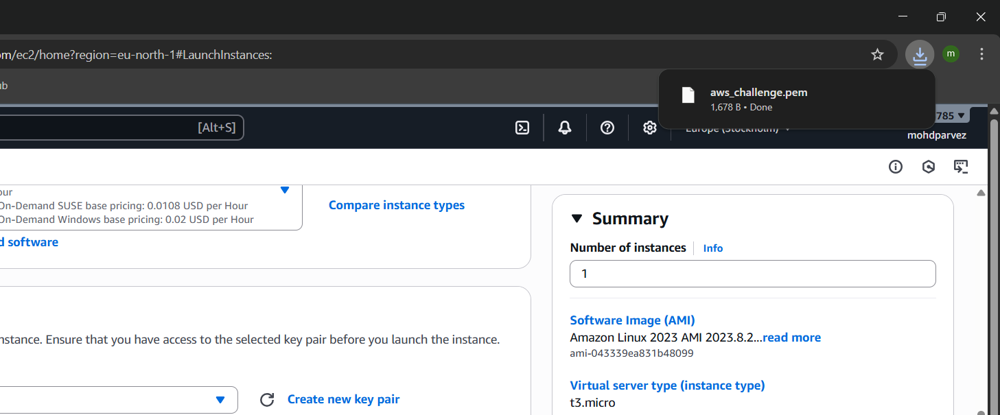 om/ec2/home?region=eu-north-1#LaunchInstances:
m
ub
aws_challenge.pem
1,678 B • Done
[Alt+S]
Europe (Stockholm)
785
mohdparvez
our
On-Demand SUSE base pricing: 0.0108 USD per Hour
On-Demand Windows base pricing: 0.02 USD per Hour
Compare instance types
d software
Summary
Number of instances
Info
1
nstance. Ensure that you have access to the selected key pair before you launch the instance.
Software Image (AMI)
Amazon Linux 2023 AMI 2023.8.2...read more
ami-043339ea831b48099
Virtual server type (instance type)
t3.micro
Create new key pair